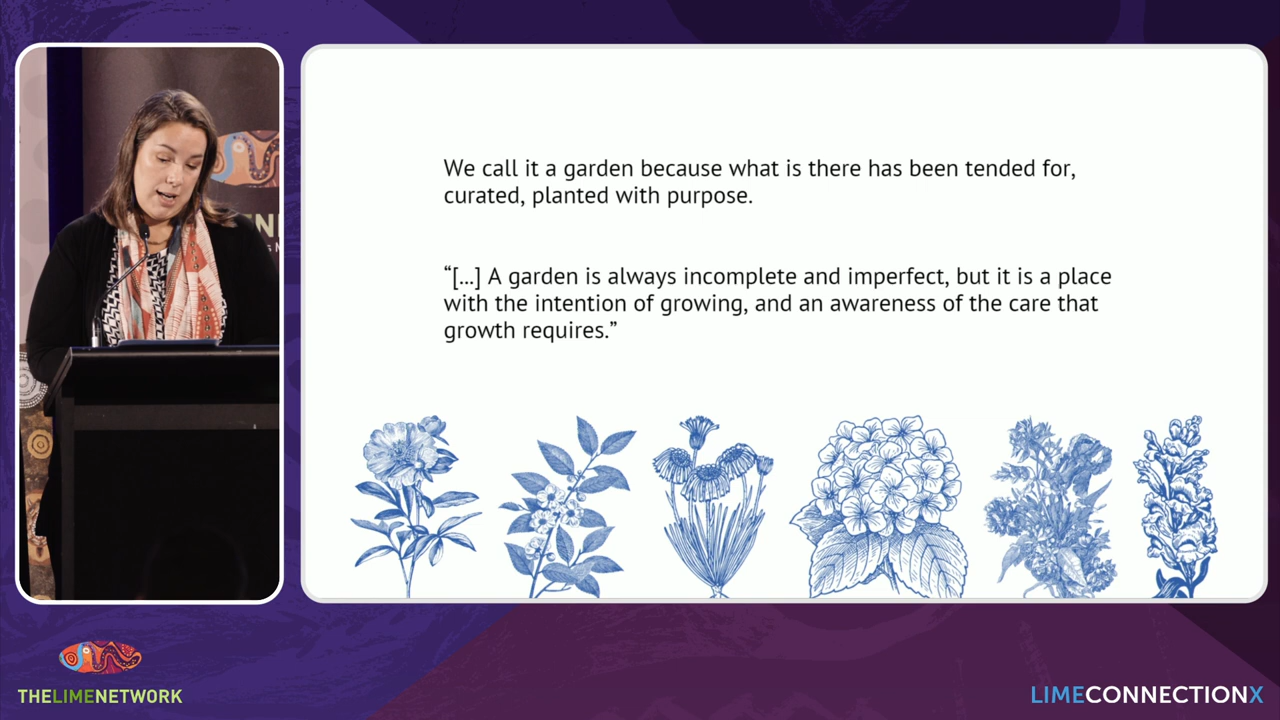 We call it a garden because what is there has been tended for,
curated, planted with purpose.
“[...] A garden is always incomplete and imperfect, but it is a place
with the intention of growing, and an awareness of the care that
growth requires.”
THELIMENETWORK
LIMECONNECTIONX